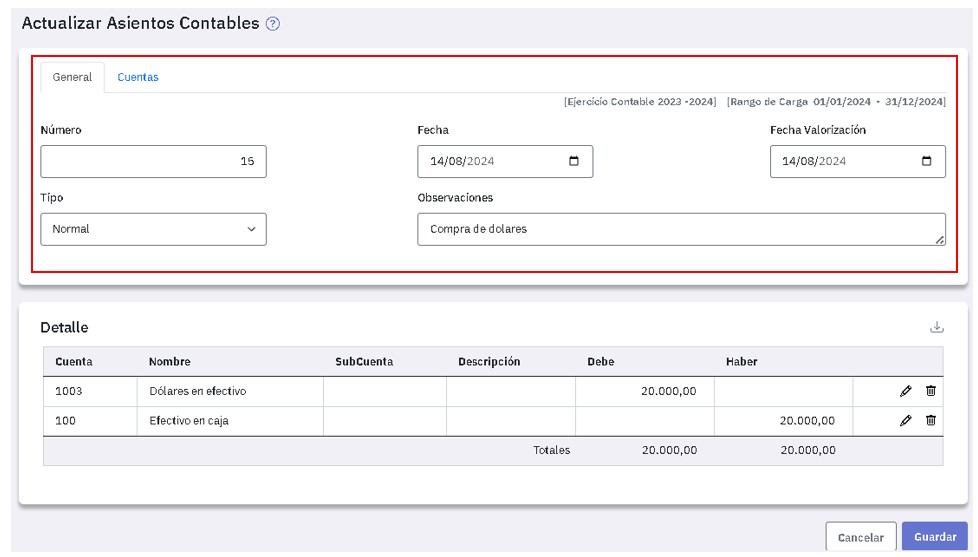 Actualizar Asientos Contables ?
General Cuentas
[Ejercicio Contable 2023 -2024] [Rango de Carga 01/01/2024 - 31/12/2024]
Número Fecha Fecha Valorización
15 14/08/2024 14/08/2024
Tipo Observaciones
Normal Compra de dolares
Detalle
Cuenta Nombre SubCuenta Descripción Debe Haber
1003 Dólares en efectivo 20.000,00
100 Efectivo en caja 20.000,00
Totales 20.000,00 20.000,00
Cancelar Guardar